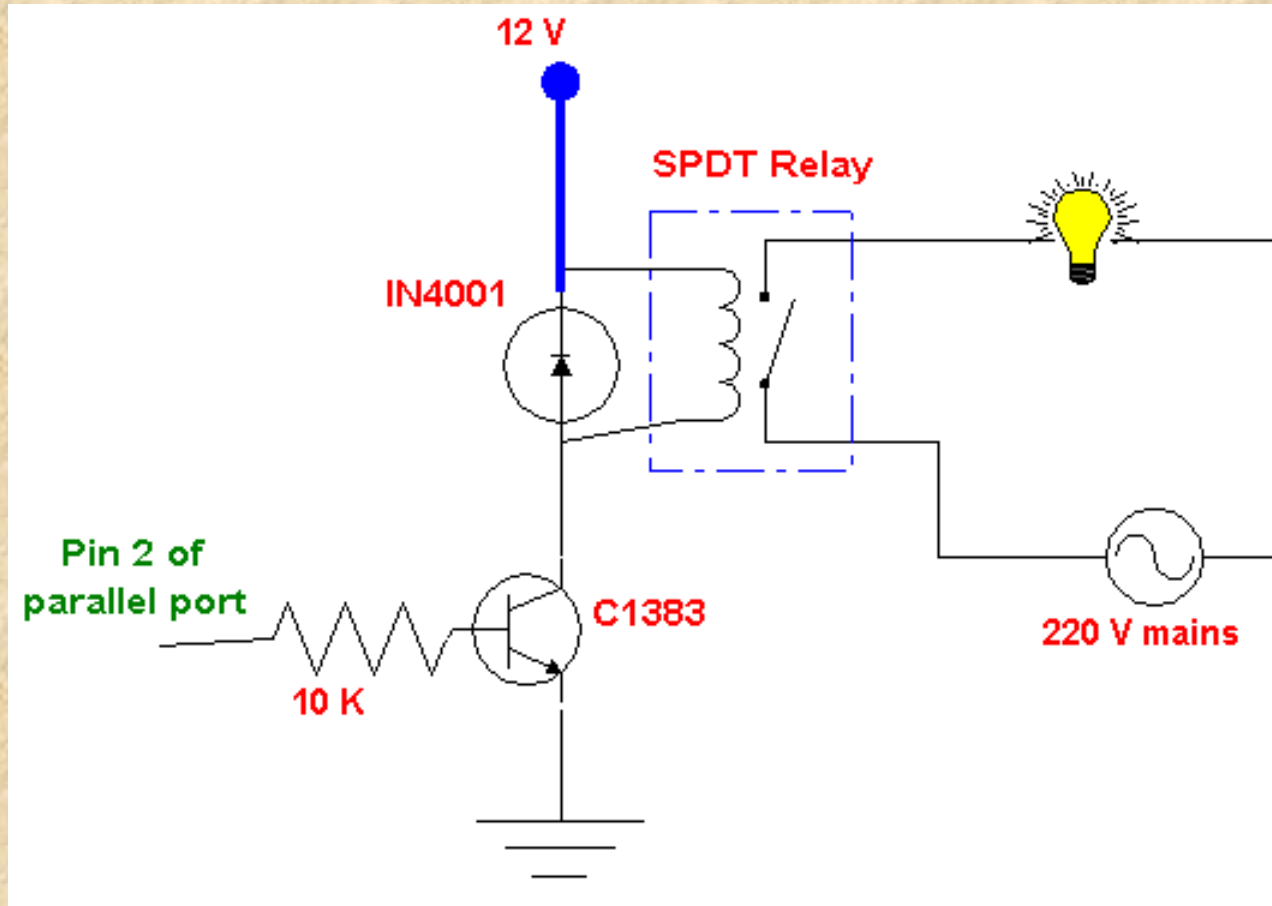 12 V
SPDT Relay
IN4001
Pin 2 of
parallel port
C1383
10 K
220 V mains